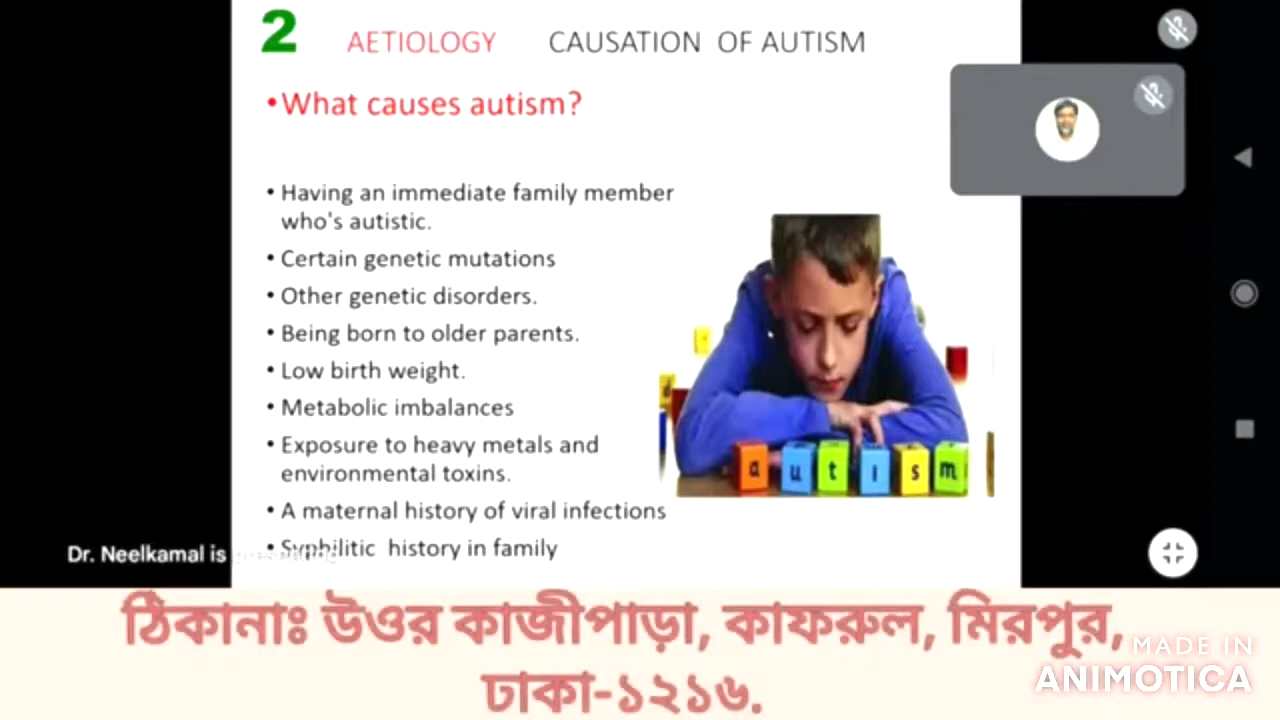 2 AETIOLOGY CAUSATION OF AUTISM
•What causes autism?
• Having an immediate family member
who's autistic.
• Certain genetic mutations
• Other genetic disorders.
• Being born to older parents.
• Low birth weight.
• Metabolic imbalances
• Exposure to heavy metals and
environmental toxins.
• A maternal history of viral infections
• Syphilitic history in family
a u t i s m
Dr. Neelkamal is presenting
ঠিকানাঃ উওর কাজীপাড়া, কাফরুল, মিরপুর,
ঢাকা-১২১৬.
MADE IN
ANIMOTICA